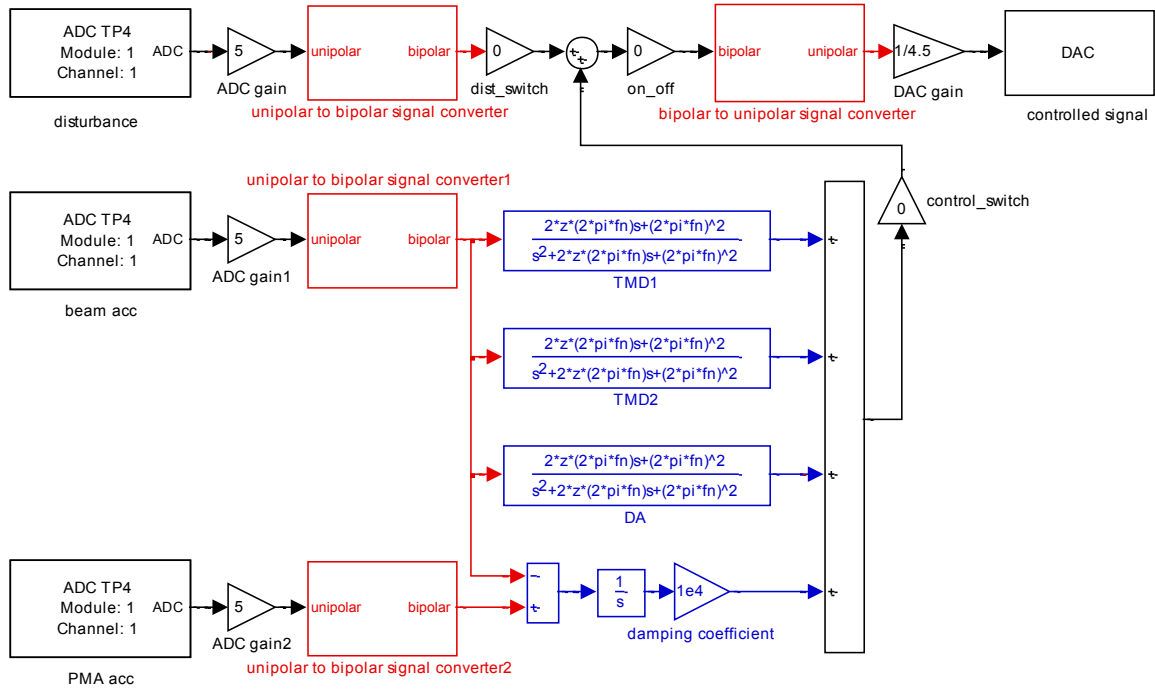 ADC TP4
Module: 1
Channel: 1
ADC
disturbance
5
ADC gain
unipolar
bipolar
unipolar to bipolar signal converter
0
dist_switch
+
+
0
on_off
bipolar
unipolar
bipolar to unipolar signal converter
1/4.5
DAC gain
DAC
controlled signal
ADC TP4
Module: 1
Channel: 1
ADC
beam acc
5
ADC gain1
unipolar to bipolar signal converter1
unipolar
bipolar
2*z*(2*pi*fn)s+(2*pi*fn)^2
s2+2*z*(2*pi*fn)s+(2*pi*fn)^2
TMD1
+
0
control_switch
2*z*(2*pi*fn)s+(2*pi*fn)^2
s2+2*z*(2*pi*fn)s+(2*pi*fn)^2
TMD2
+
2*z*(2*pi*fn)s+(2*pi*fn)^2
s2+2*z*(2*pi*fn)s+(2*pi*fn)^2
DA
+
ADC TP4
Module: 1
Channel: 1
ADC
PMA acc
5
ADC gain2
unipolar
bipolar
unipolar to bipolar signal converter2
−
+
1
s
1e4
damping coefficient
+